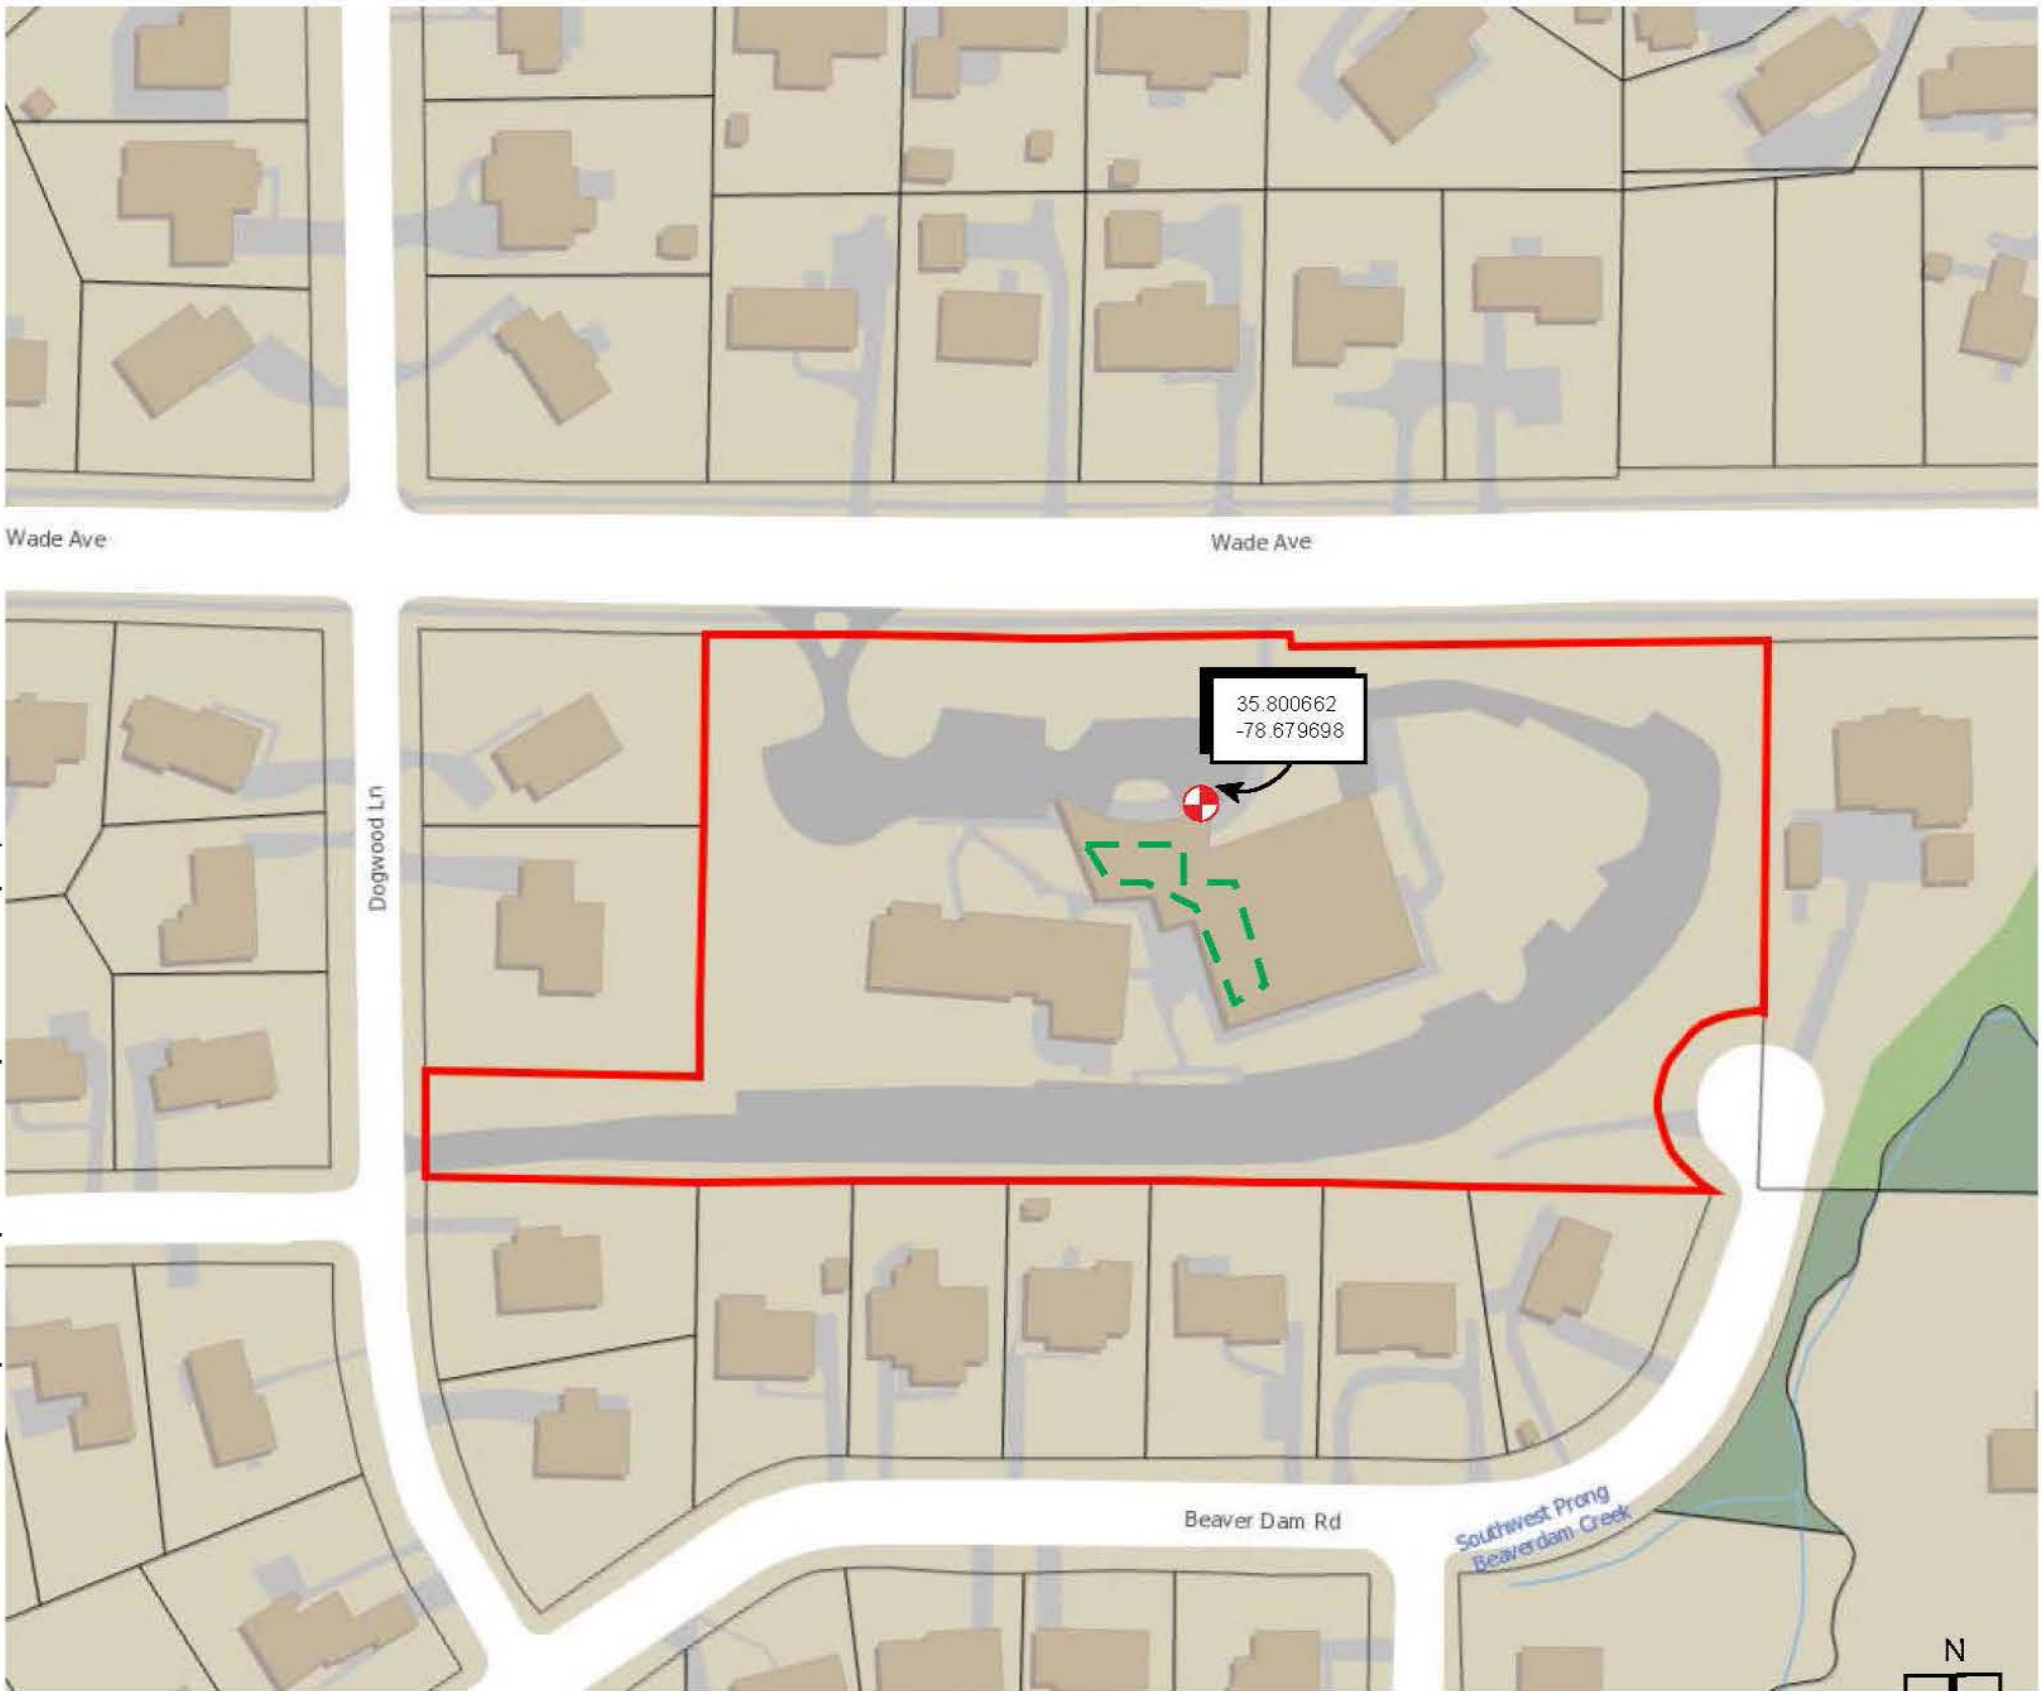 Wade Ave
Wade Ave
35.800662
-78.679698
Dogwood Ln
Beaver Dam Rd
Southwest Prong
Beaverdam Creek
N